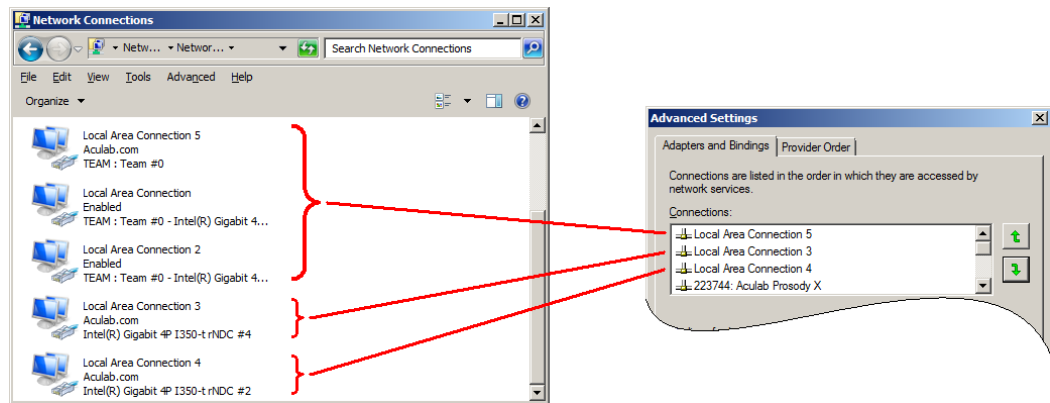 Network Connections
Netw... Networ...
Search Network Connections
File Edit View Tools Advanced Help
Organize
Local Area Connection 5
Aculab.com
TEAM : Team #0
Local Area Connection
Enabled
TEAM : Team #0 - Intel(R) Gigabit 4...
Local Area Connection 2
Enabled
TEAM : Team #0 - Intel(R) Gigabit 4...
Local Area Connection 3
Aculab.com
Intel(R) Gigabit 4P I350-t rNDC #4
Local Area Connection 4
Aculab.com
Intel(R) Gigabit 4P I350-t rNDC #2
Advanced Settings
Adapters and Bindings Provider Order
Connections are listed in the order in which they are accessed by
network services.
Connections:
Local Area Connection 5
Local Area Connection 3
Local Area Connection 4
223744: Aculab Prosody X